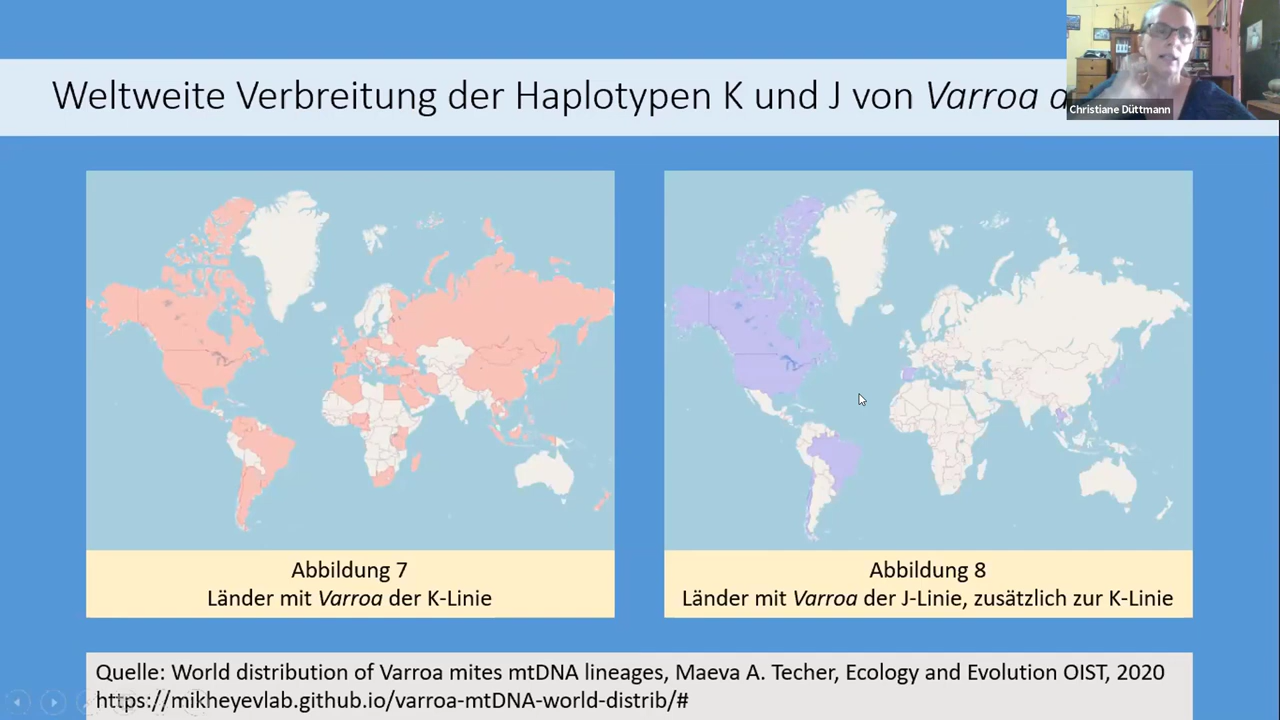 Weltweite Verbreitung der Haplotypen K und J von Varroa
Christiane Düttmann
Abbildung 7
Länder mit Varroa der K-Linie
Abbildung 8
Länder mit Varroa der J-Linie, zusätzlich zur K-Linie
Quelle: World distribution of Varroa mites mtDNA lineages, Maeva A. Techer, Ecology and Evolution OIST, 2020
https://mikheyevlab.github.io/varroa-mtDNA-world-distrib/#